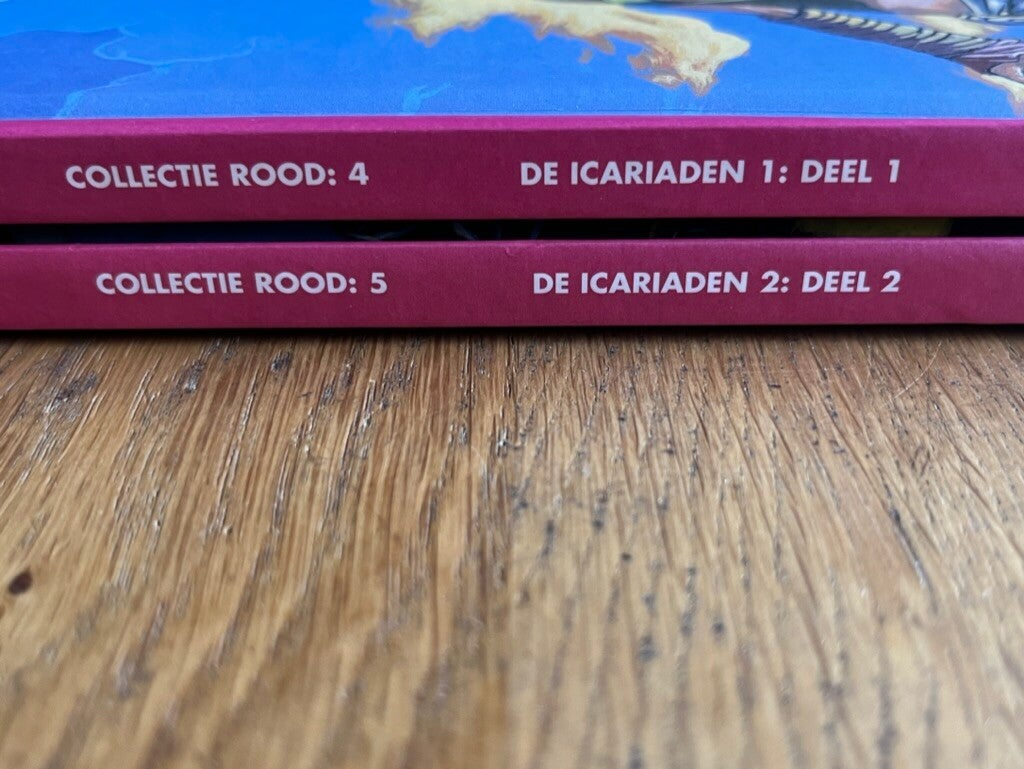 COLLECTIE ROOD: 4 DE ICARIADEN 1: DEEL 1
COLLECTIE ROOD: 5 DE ICARIADEN 2: DEEL 2